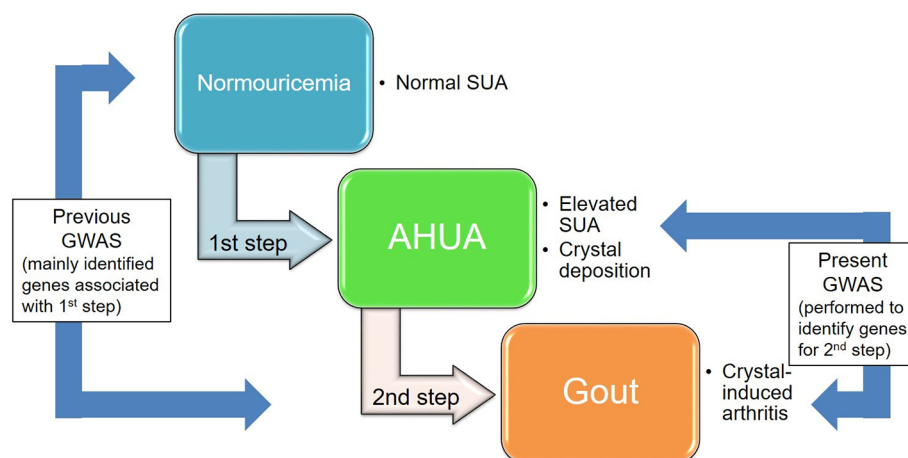 Normouricemia
• Normal SUA
Previous
GWAS
(mainly identified
genes associated
with 1st step)
1st step
AHUA
• Elevated
SUA
• Crystal
deposition
Present
GWAS
(performed to
identify genes
for 2nd step)
2nd step
Gout
• Crystal-
induced
arthritis